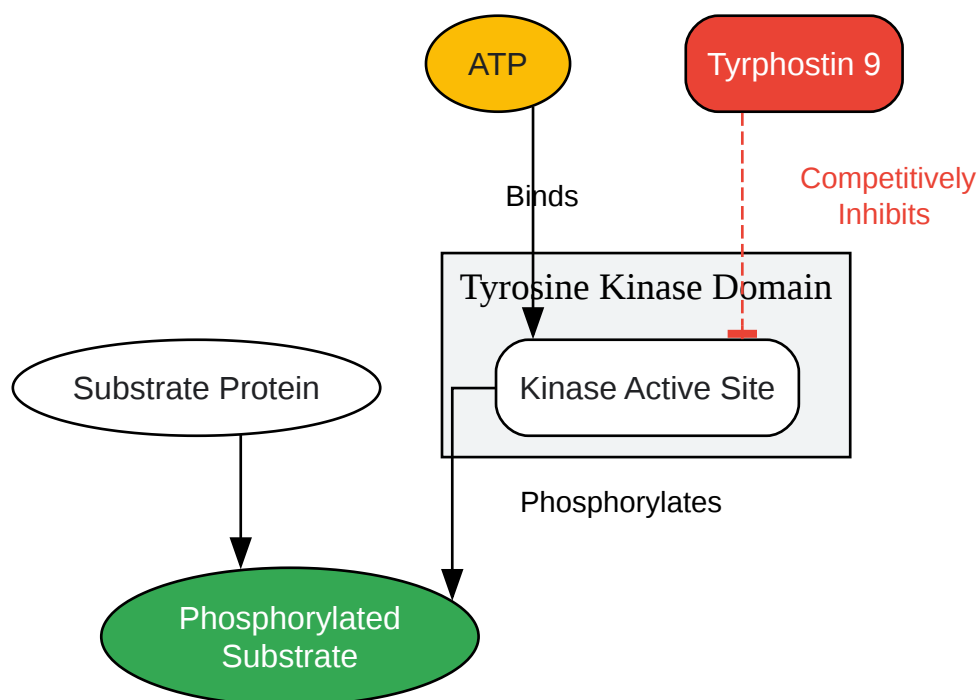 ATP
Tyrphostin 9
Binds
Competitively
Inhibits
Tyrosine Kinase Domain
Substrate Protein
Kinase Active Site
Phosphorylates
Phosphorylated
Substrate